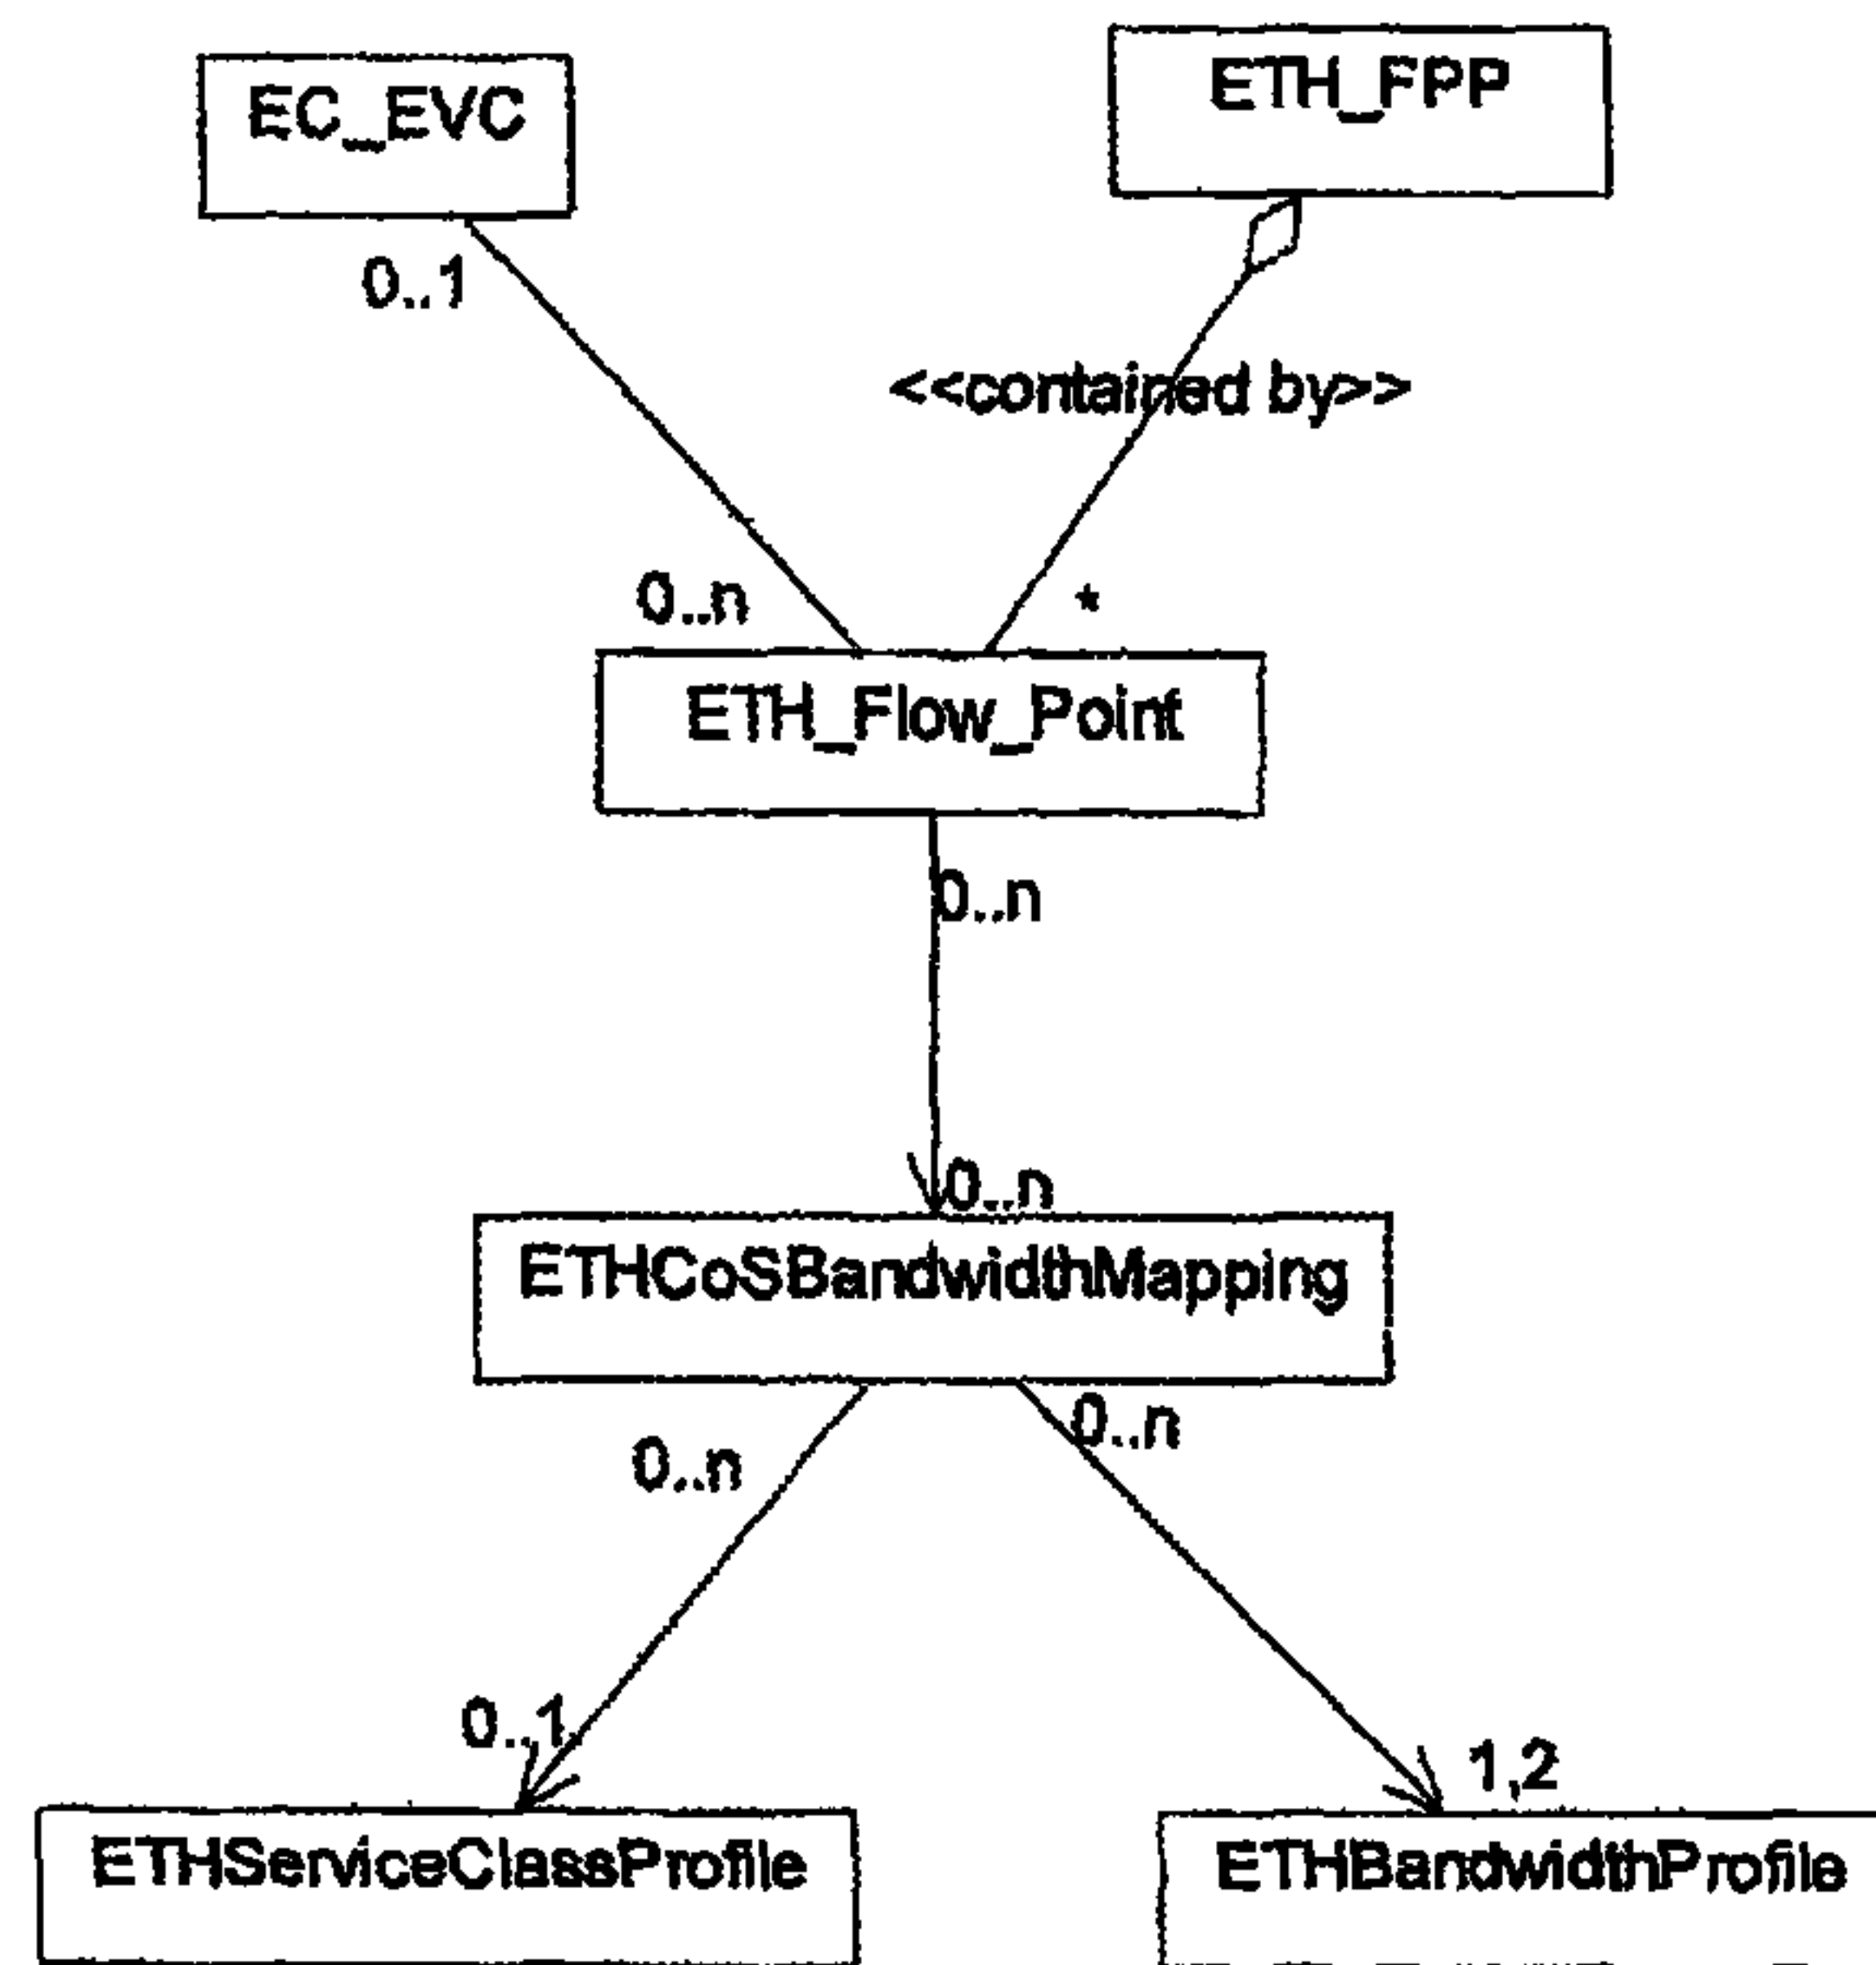 EC_EVC
ETH_FPP
0..1
<<contained by>>
0..n
*
ETH_Flow_Point
0..n
0..n
ETHCoSBandwidthMapping
0..n
0..n
0..1
1,2
ETHServiceClassProfile
ETHBandwidthProfile